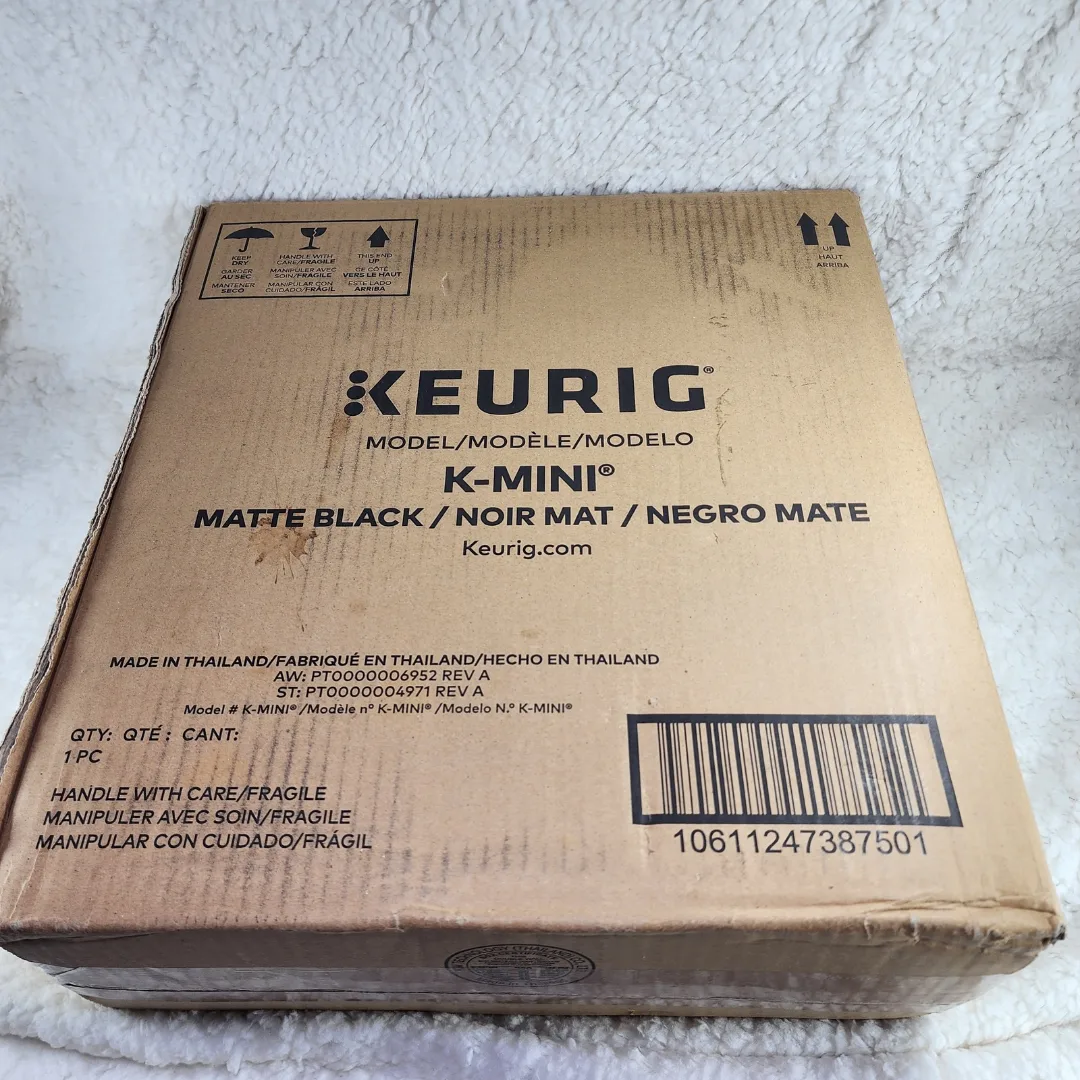 KEEP DRY
GARDER AU SEC
MANTENER SECO
HANDLE WITH CARE/FRAGILE
MANIPULER AVEC SOIN/FRAGILE
MANIPULAR CON CUIDADO/FRÁGIL
THIS END UP
CE CÔTÉ VERS LE HAUT
ESTE LADO ARRIBA
UP
HAUT
ARRIBA
KEURIG®
MODEL/MODÈLE/MODELO
K-MINI®
MATTE BLACK / NOIR MAT / NEGRO MATE
Keurig.com
MADE IN THAILAND/FABRIQUÉ EN THAILAND/HECHO EN THAILAND
AW: PT0000006952 REV A
ST: PT0000004971 REV A
Model # K-MINI® /Modèle nº K-MINI® /Modelo N.º K-MINI®
QTY: QTÉ : CANT:
1 PC
HANDLE WITH CARE/FRAGILE
MANIPULER AVEC SOIN/FRAGILE
MANIPULAR CON CUIDADO/FRÁGIL
10611247387501